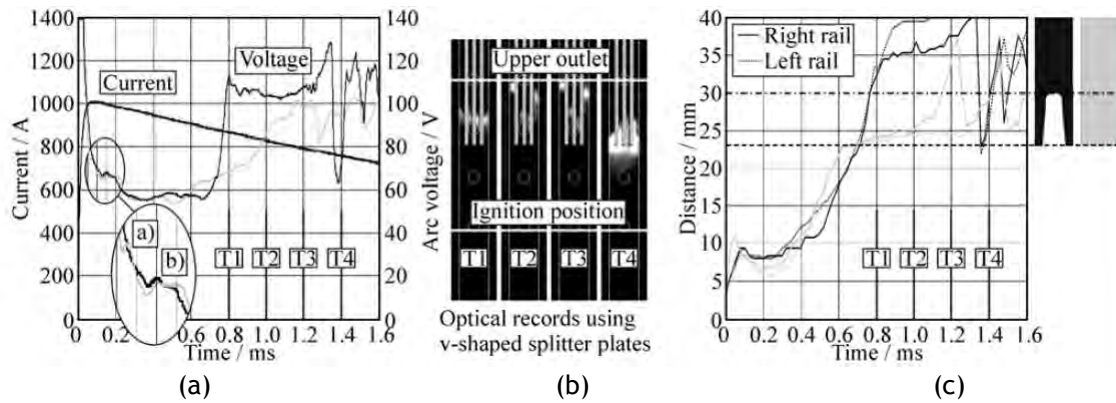 1400
1200
1000
800
600
400
200
0
Current / A
Current
Voltage
a)
b)
T1
T2
T3
T4
140
120
100
80
60
40
20
0
Arc voltage / V
0
0.2
0.6
0.8
1.0
1.2
1.4
1.6
Time / ms
(a)
(b)
Upper outlet
Ignition position
T1
T2
T3
T4
Optical records using
v-shaped splitter plates
(b)
(c)
40
35
30
25
20
15
10
5
0
Distance / mm
Right rail
Left rail
T1
T2
T3
T4
0
0.2
0.4
0.6
0.8
1.0
1.2
1.4
1.6
Time / ms
(c)